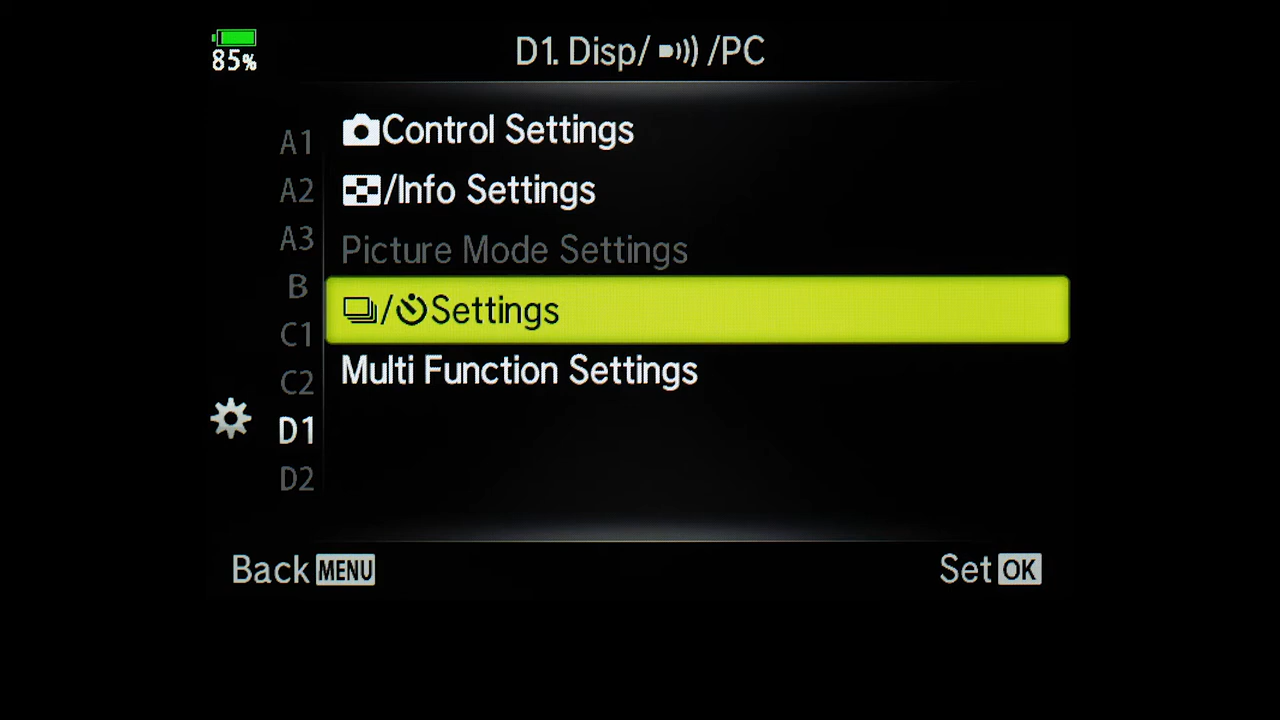 85%
D1. Disp/ /PC
A1
A2
A3
B
C1
C2
D1
D2
Control Settings
/Info Settings
Picture Mode Settings
/ Settings
Multi Function Settings
Back MENU
Set OK